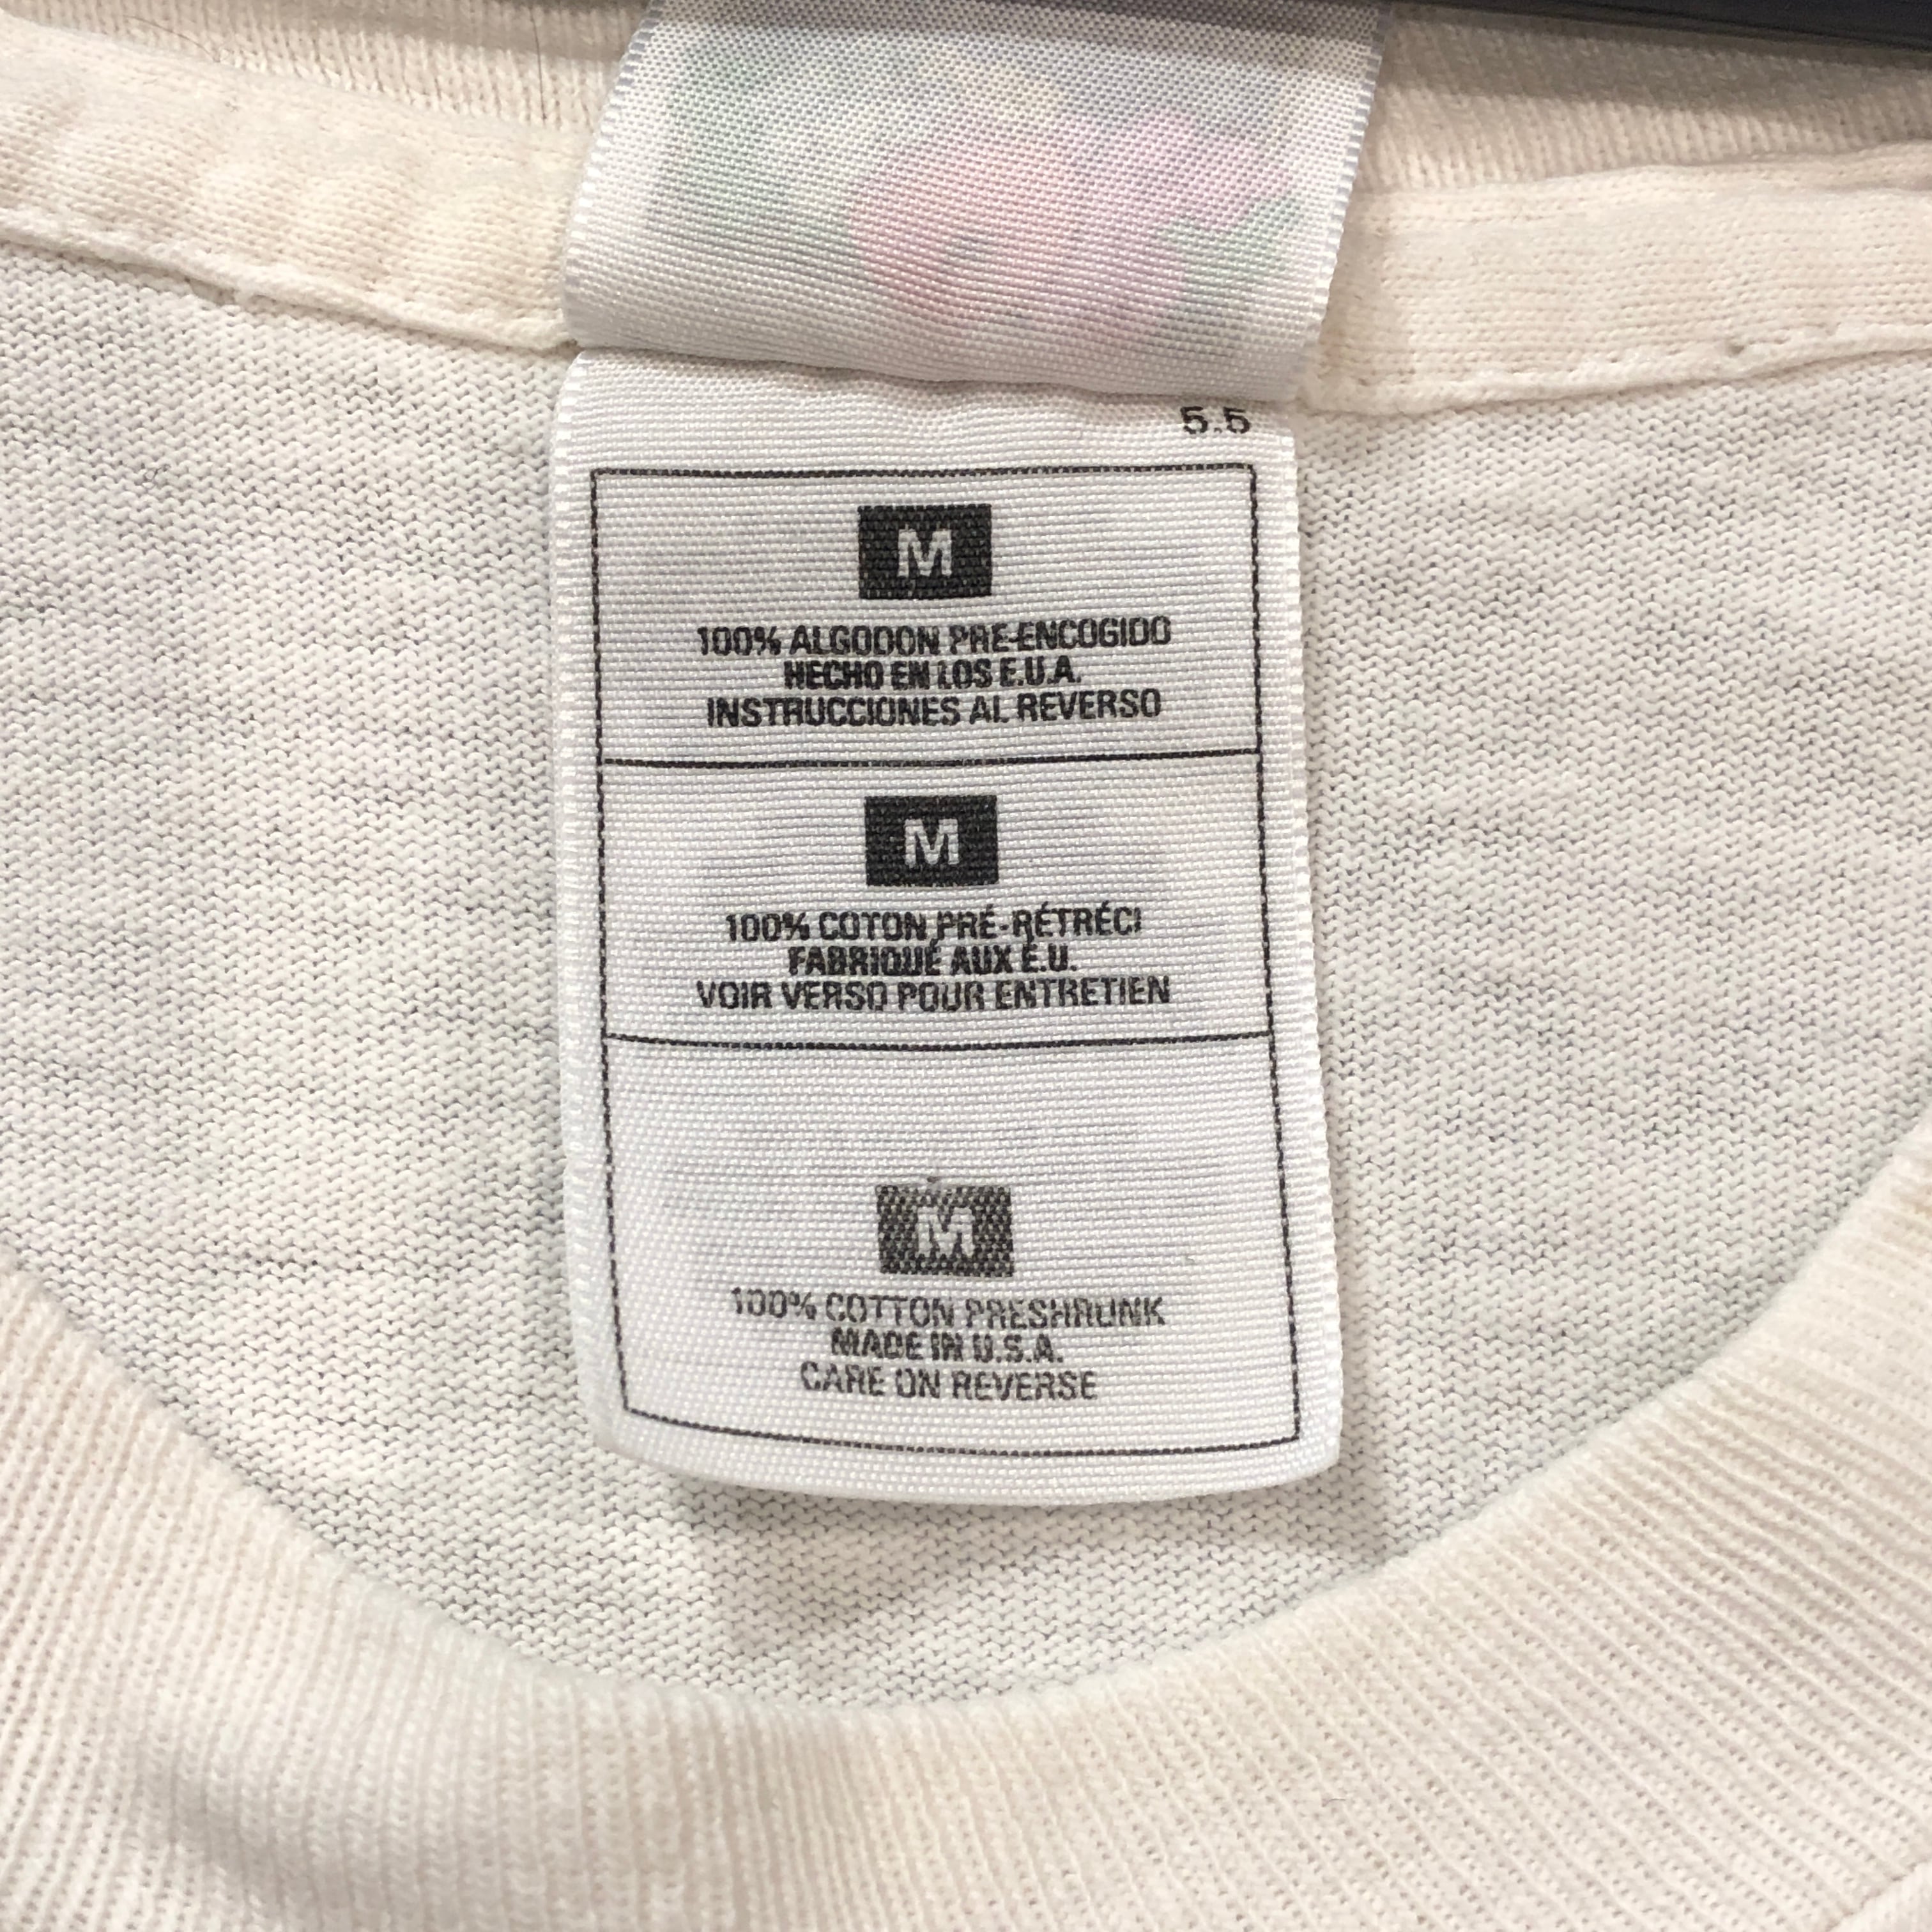 5.5
M
100% ALGODON PRE-ENCOGIDO
HECHO EN LOS E.U.A.
INSTRUCCIONES AL REVERSO
M
100% COTON PRÉ-RÉTRÉCI
FABRIQUÉ AUX É.U.
VOIR VERSO POUR ENTRETIEN
M
100% COTTON PRESHRUNK
MADE IN U.S.A.
CARE ON REVERSE